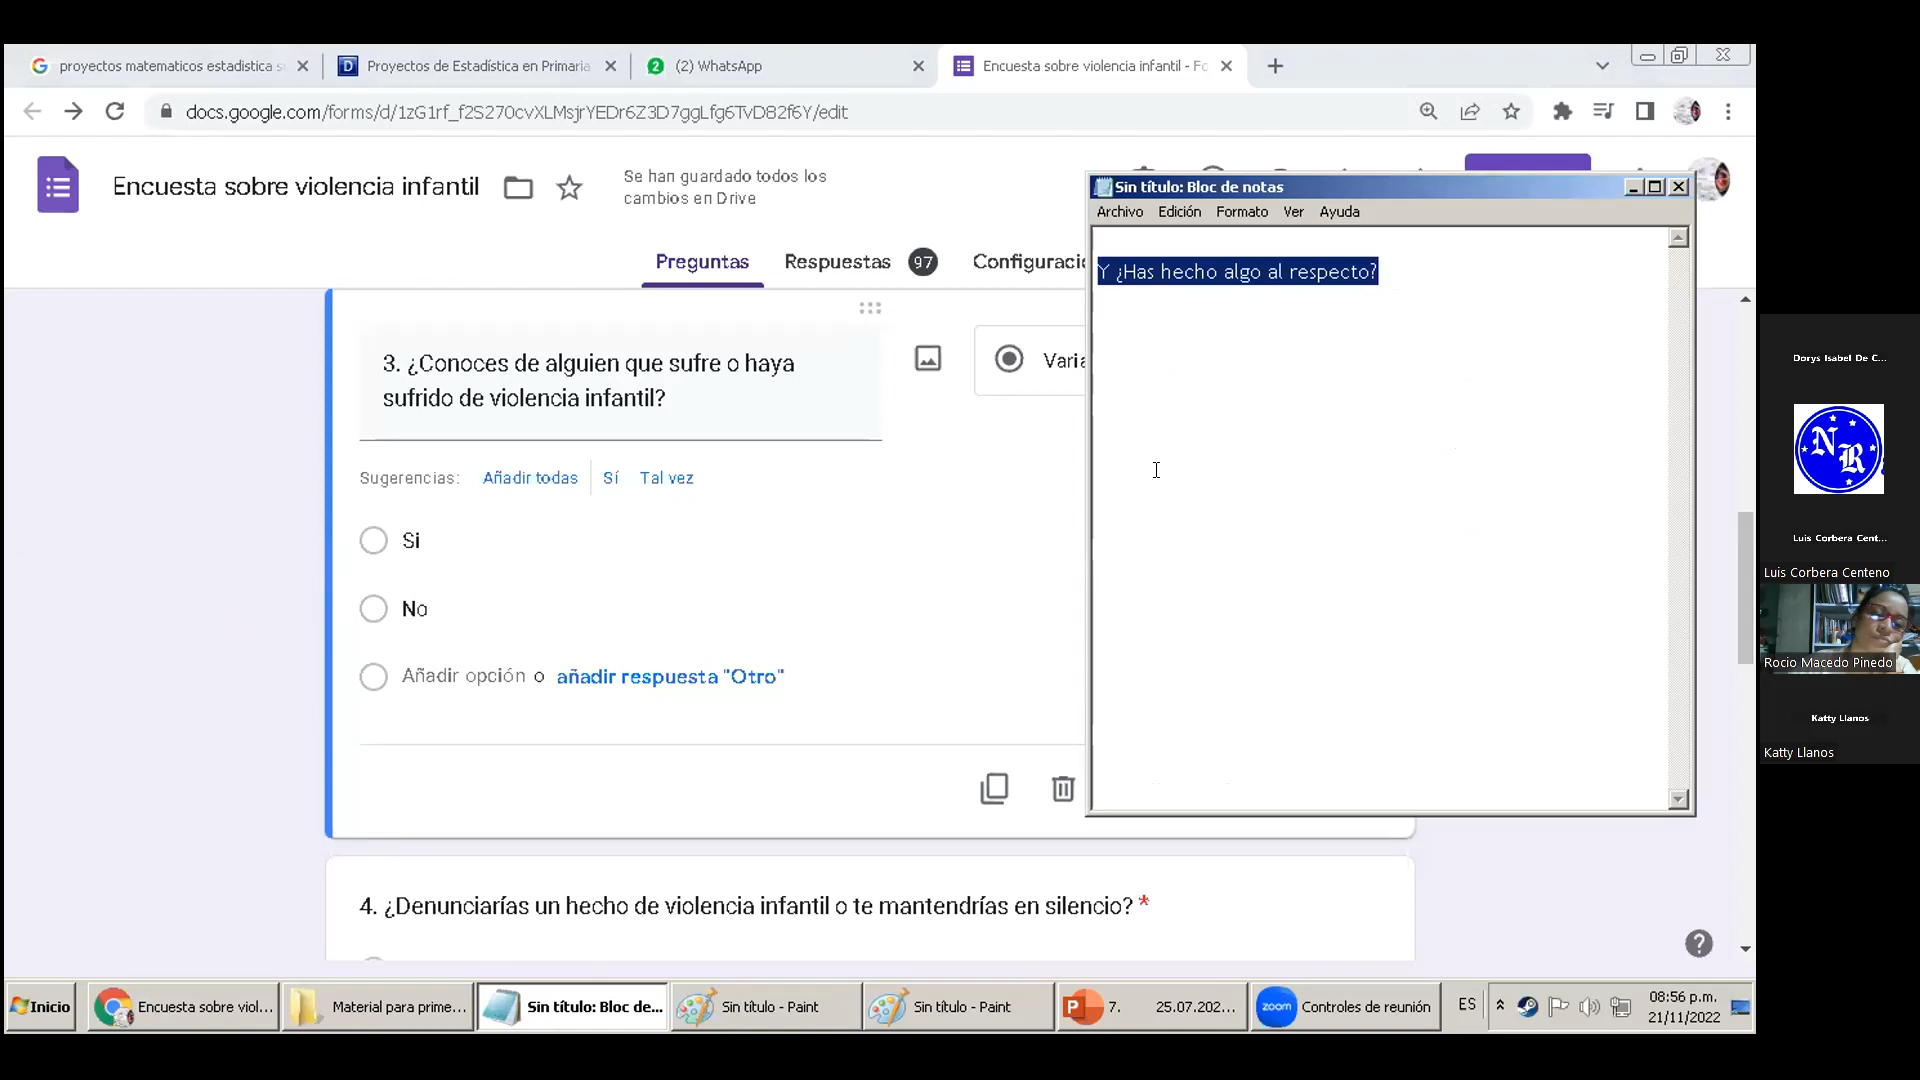 proyectos matematicos estadistica s
Proyectos de Estadística en Primaria
2
(2) WhatsApp
Encuesta sobre violencia infantil - Fo
docs.google.com/forms/d/1zG1rf_f2S270cvXLMsjrYEDr6Z3D7ggLfg6TvD82f6Y/edit
Encuesta sobre violencia infantil
Se han guardado todos los
cambios en Drive
Preguntas
Respuestas
97
Configuració
Sin título: Bloc de notas
Archivo Edición Formato Ver Ayuda
Y ¿Has hecho algo al respecto?
3. ¿Conoces de alguien que sufre o haya
sufrido de violencia infantil?
Varia
Sugerencias:
Añadir todas
Sí
Tal vez
Si
No
Añadir opción o añadir respuesta "Otro"
4. ¿Denunciarías un hecho de violencia infantil o te mantendrías en silencio? *
Dorys Isabel De C...
N R
Luis Corbera Cent...
Luis Corbera Centeno
Rocio Macedo Pinedo
Katty Llanos
Katty Llanos
Inicio
Encuesta sobre viol...
Material para prime...
Sin título: Bloc de...
Sin título - Paint
Sin título - Paint
P
7. 25.07.202...
zoom
Controles de reunión
ES
08:56 p.m.
21/11/2022